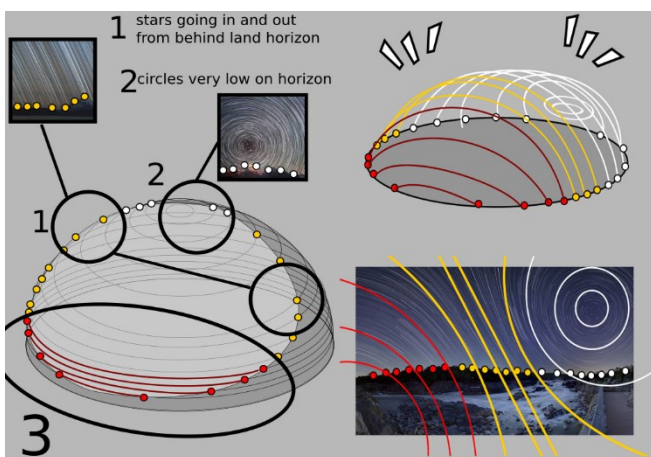 1 stars going in and out
from behind land horizon
2 circles very low on horizon
2
1
3